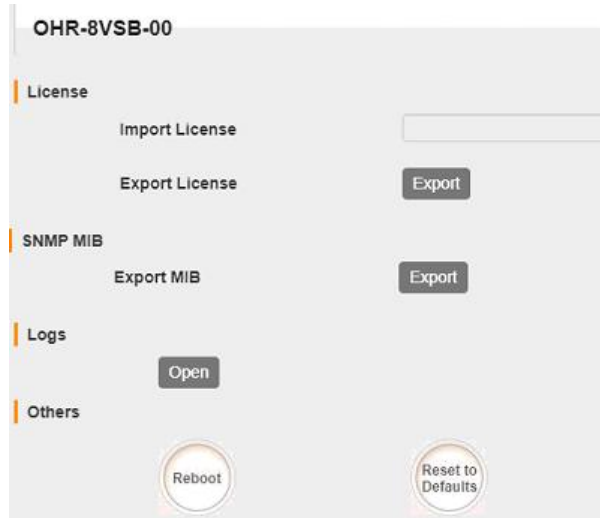 OHR-8VSB-00
License
Import License
Export License Export
SNMP MIB
Export MIB Export
Logs
Open
Others
Reboot
Reset to
Defaults